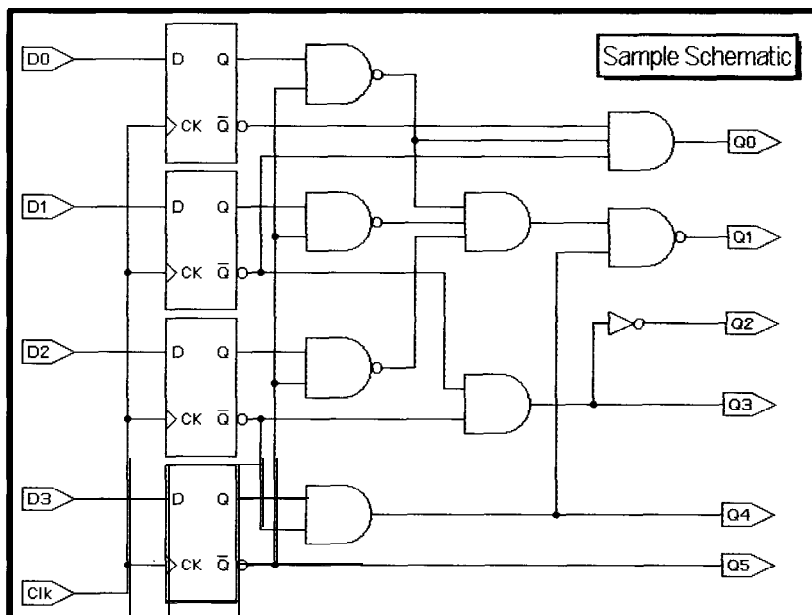 Sample Schematic
D0
D Q
CK Q̅
Q0
D1
D Q
CK Q̅
Q1
D2
D Q
CK Q̅
Q2
Q3
D3
D Q
CK Q̅
Q4
Q5
Clk